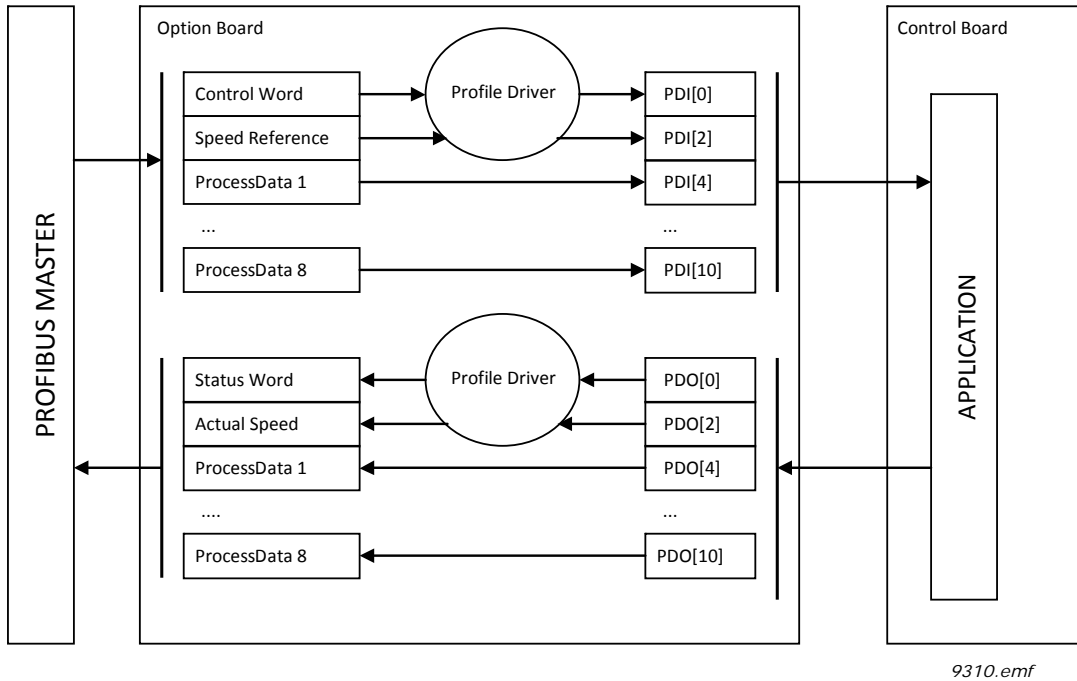 PROFIBUS MASTER
Option Board
Control Word
Profile Driver
PDI[0]
Speed Reference
PDI[2]
ProcessData 1
PDI[4]
...
...
ProcessData 8
PDI[10]
Status Word
Profile Driver
PDO[0]
Actual Speed
PDO[2]
ProcessData 1
PDO[4]
....
...
ProcessData 8
PDO[10]
Control Board
APPLICATION
9310.emf